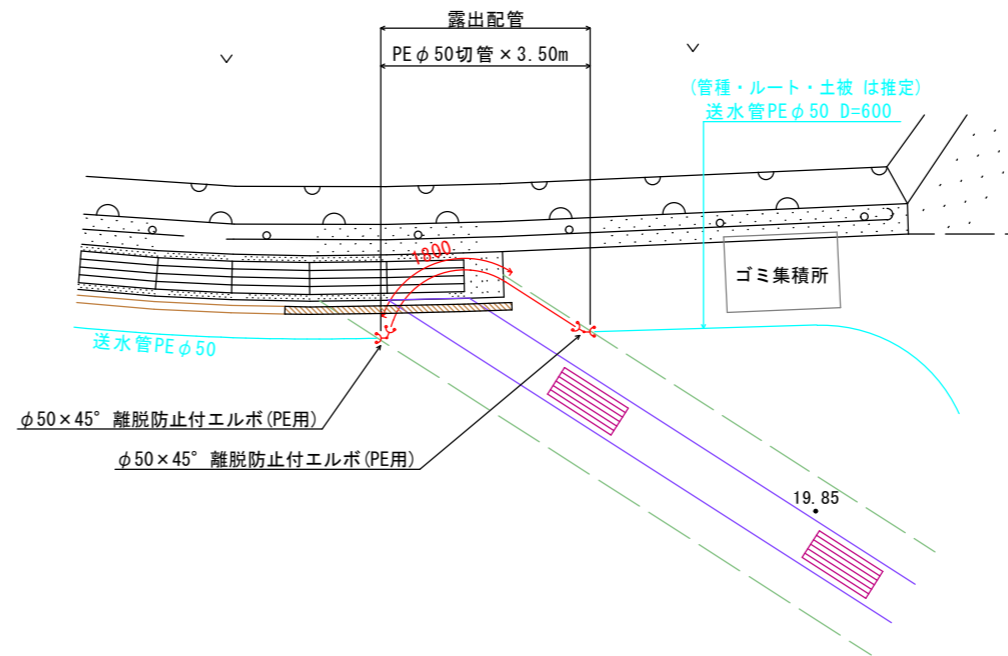 露出配管
PEφ50切管×3.50m
(管種・ルート・土被 は推定)
送水管PEφ50 D=600
1800
ゴミ集積所
送水管PEφ50
φ50×45° 離脱防止付エルボ(PE用)
φ50×45° 離脱防止付エルボ(PE用)
19.85